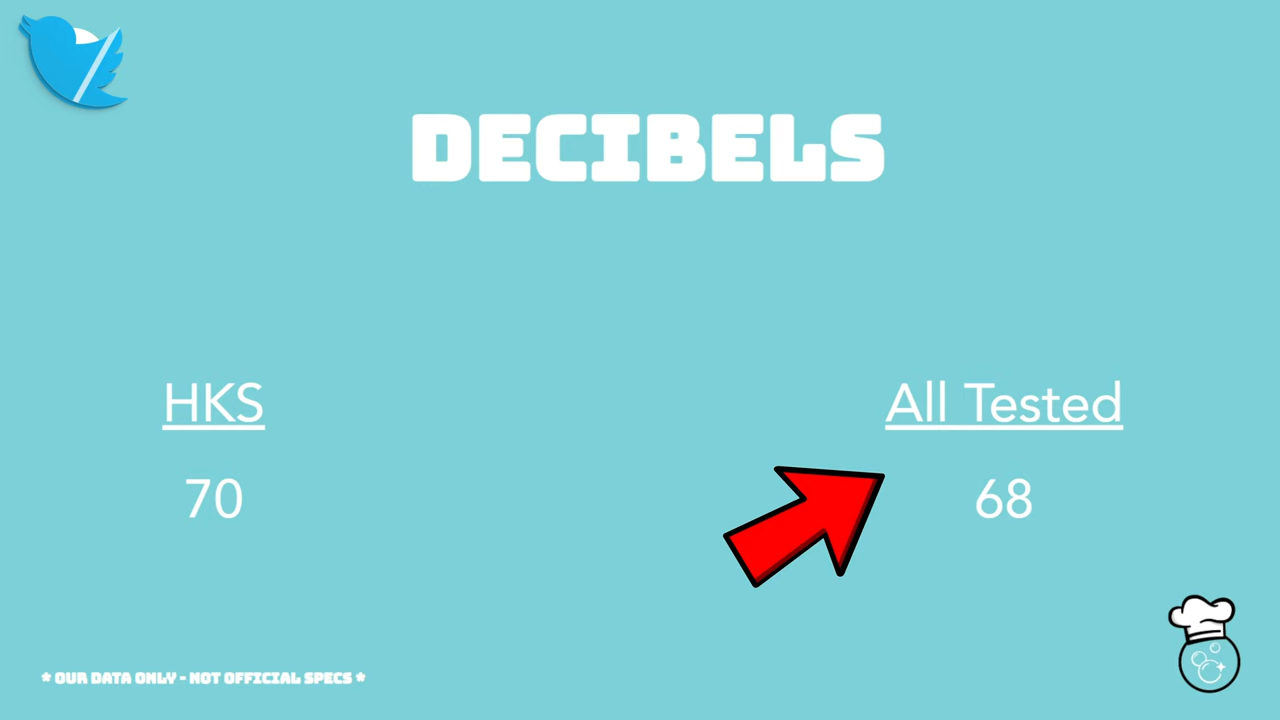 DECIBELS
HKS
All Tested
70
68
* OUR DATA ONLY - NOT OFFICIAL SPECS *